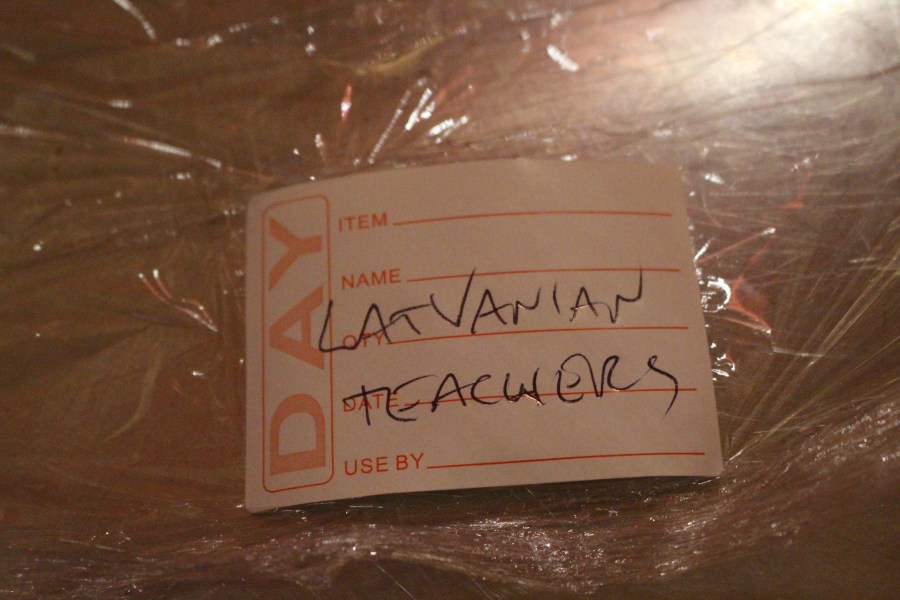 DAY
ITEM
NAME
LATVANIAN
QTY
TEACHERS
DATE
USE BY